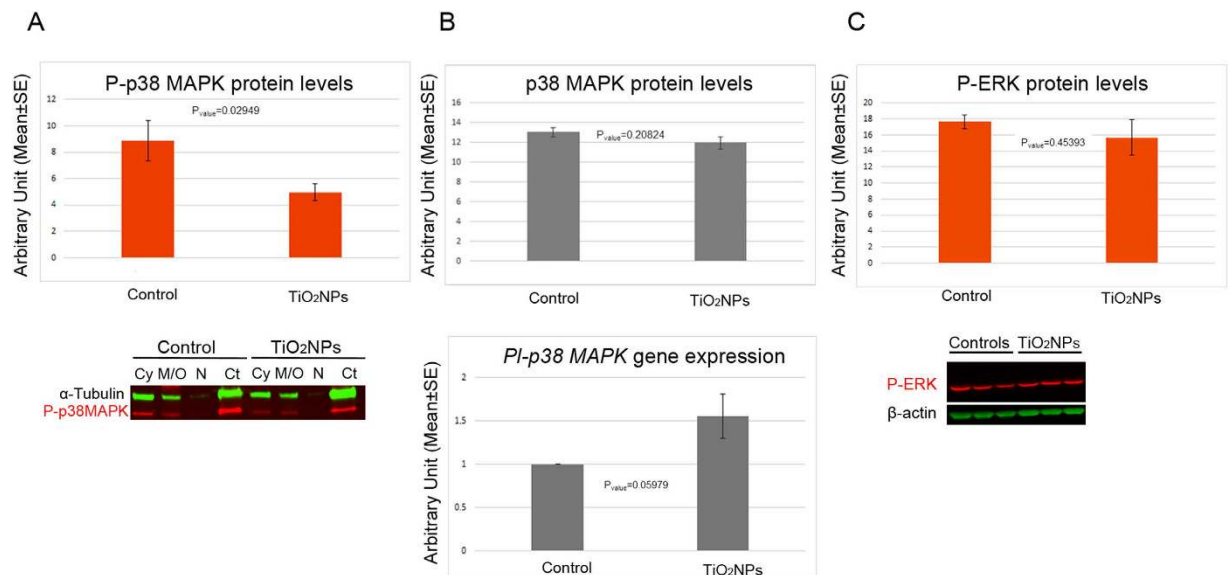 A
P-p38 MAPK protein levels
Arbitrary Unit (Mean±SE)
12
10
8
6
4
2
0
Pvalue=0.02949
Control
TiO2NPs
Control
TiO2NPs
Cy M/O N Ct Cy M/O N Ct
α-Tubulin
P-p38MAPK
B
p38 MAPK protein levels
Arbitrary Unit (Mean±SE)
16
14
12
10
8
6
4
2
0
Pvalue=0.20824
Control
TiO2NPs
Pl-p38 MAPK gene expression
Arbitrary Unit (Mean±SE)
2
1.5
1
0.5
0
Pvalue=0.05979
Control
TiO2NPs
C
P-ERK protein levels
Arbitrary Unit (Mean±SE)
20
18
16
14
12
10
8
6
4
2
0
Pvalue=0.45393
Control
TiO2NPs
Controls
TiO2NPs
P-ERK
β-actin